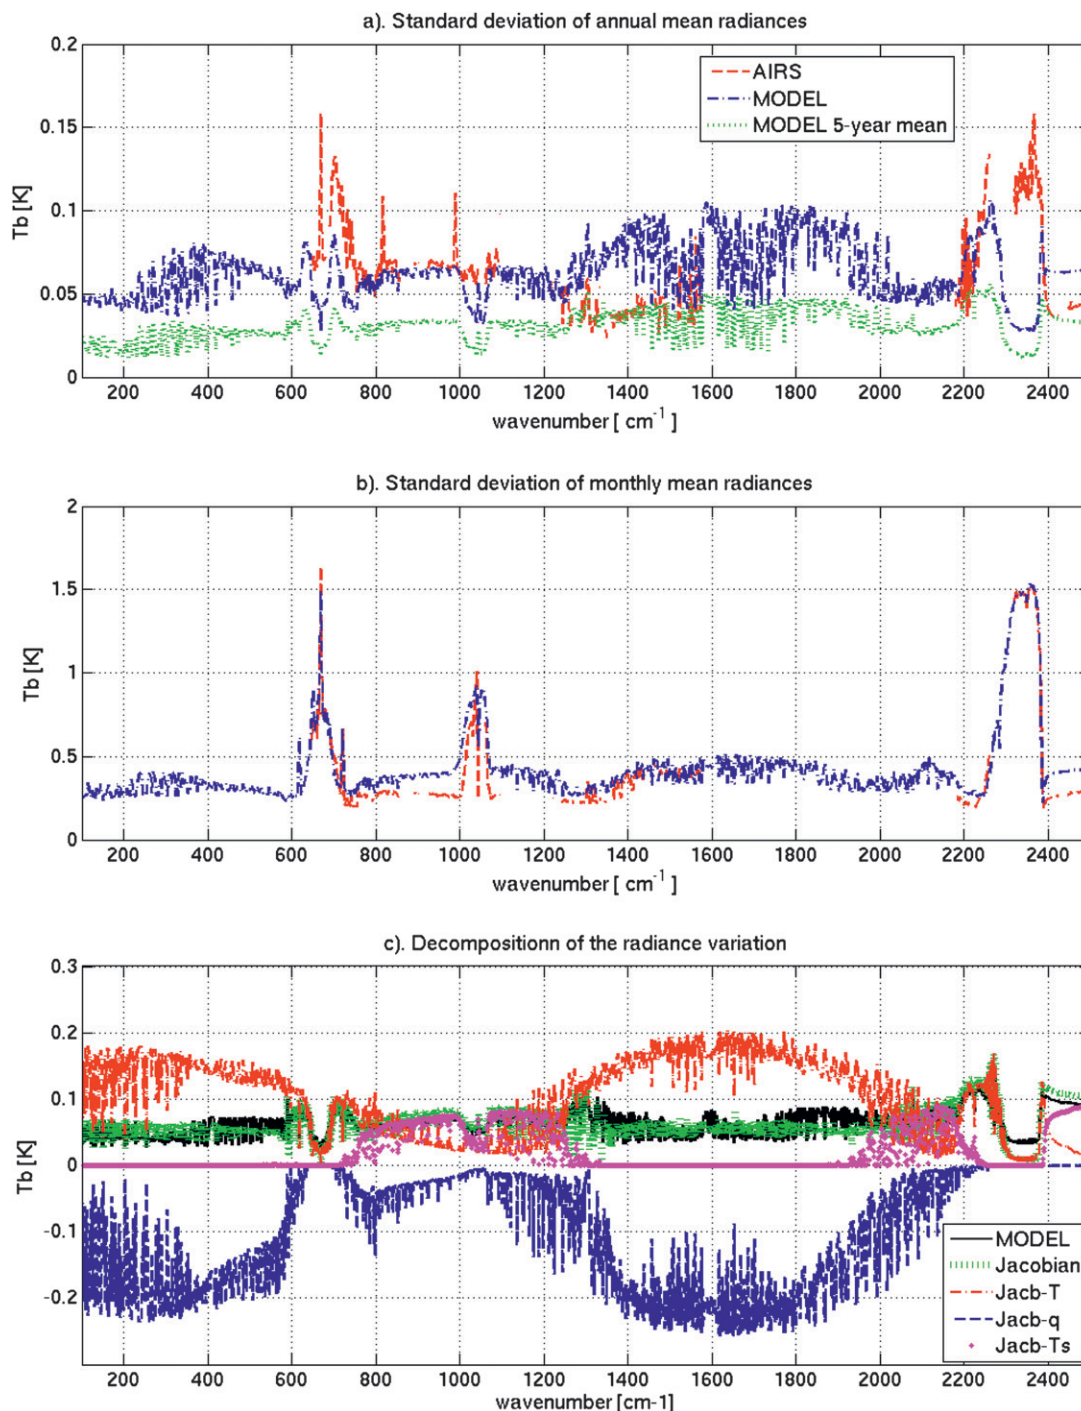 a). Standard deviation of annual mean radiances
0.2
0.15
0.1
0.05
0
Tb [K]
AIRS
MODEL
MODEL 5-year mean
200 400 600 800 1000 1200 1400 1600 1800 2000 2200 2400
wavenumber [ cm-1 ]
b). Standard deviation of monthly mean radiances
2
1.5
1
0.5
0
Tb [K]
200 400 600 800 1000 1200 1400 1600 1800 2000 2200 2400
wavenumber [ cm-1 ]
c). Decompositionn of the radiance variation
0.3
0.2
0.1
0
-0.1
-0.2
Tb [K]
MODEL
Jacobian
Jacb-T
Jacb-q
Jacb-Ts
200 400 600 800 1000 1200 1400 1600 1800 2000 2200 2400
wavenumber [cm-1]